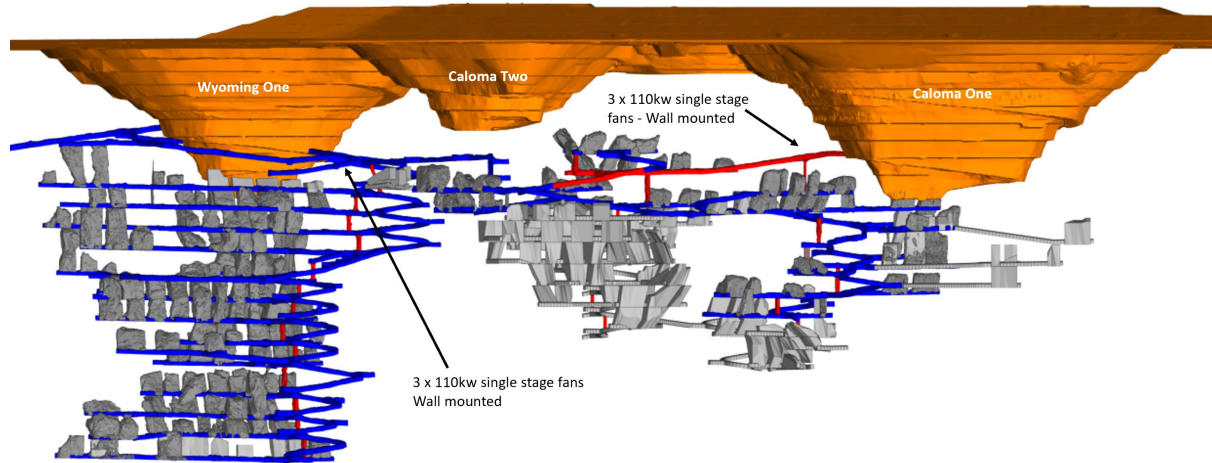 Wyoming One
Caloma Two
Caloma One
3 x 110kw single stage
fans - Wall mounted
3 x 110kw single stage fans
Wall mounted